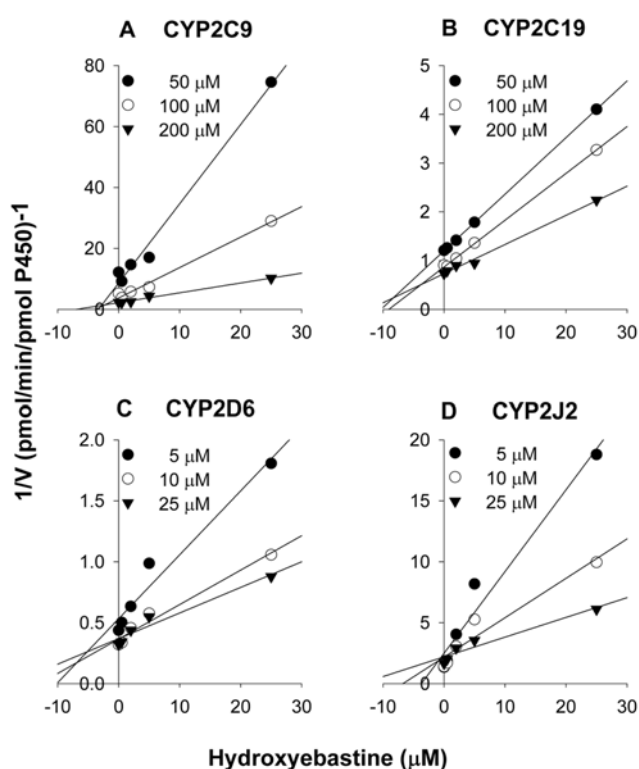 A CYP2C9
80
60
40
20
0
50 μM
100 μM
200 μM
-10 0 10 20 30
B CYP2C19
5
4
3
2
1
0
50 μM
100 μM
200 μM
-10 0 10 20 30
1/V (pmol/min/pmol P450)-1
C CYP2D6
2.0
1.5
1.0
0.5
0.0
5 μM
10 μM
25 μM
-10 0 10 20 30
D CYP2J2
20
15
10
5
0
5 μM
10 μM
25 μM
-10 0 10 20 30
Hydroxyebastine (μM)